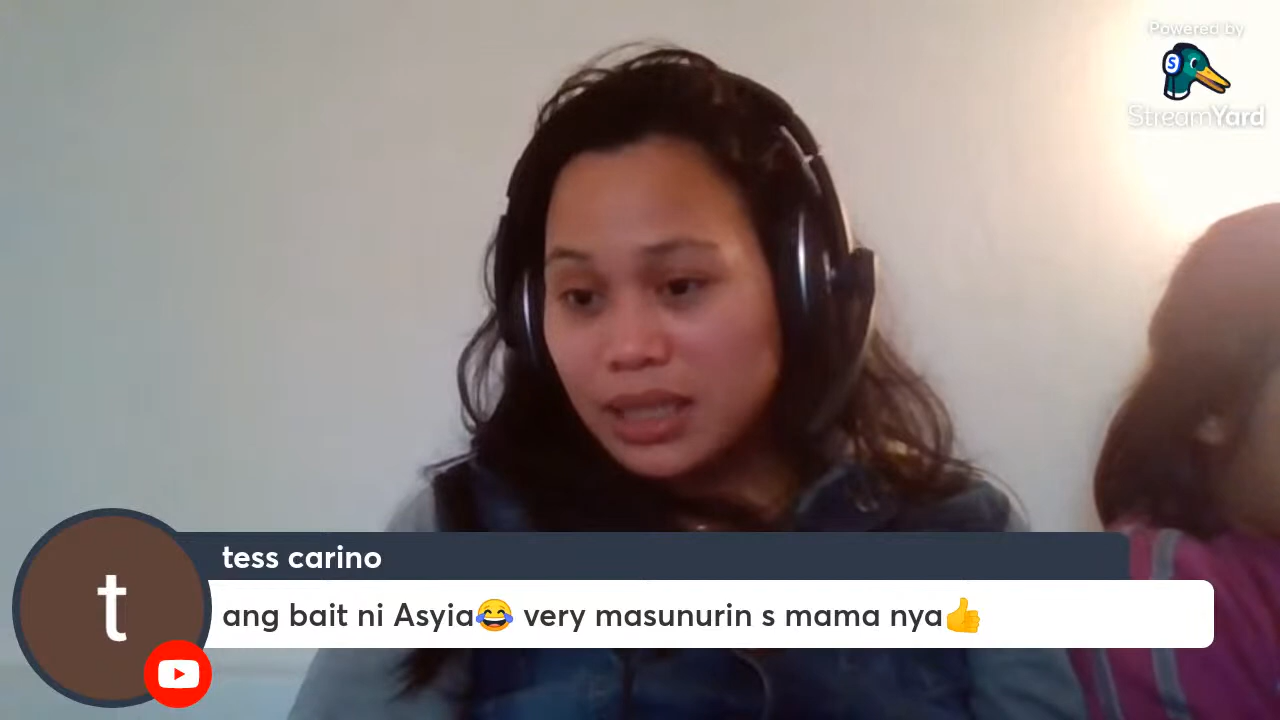 Powered by
S
StreamYard
t
tess carino
ang bait ni Asyia😂 very masunurin s mama nya👍